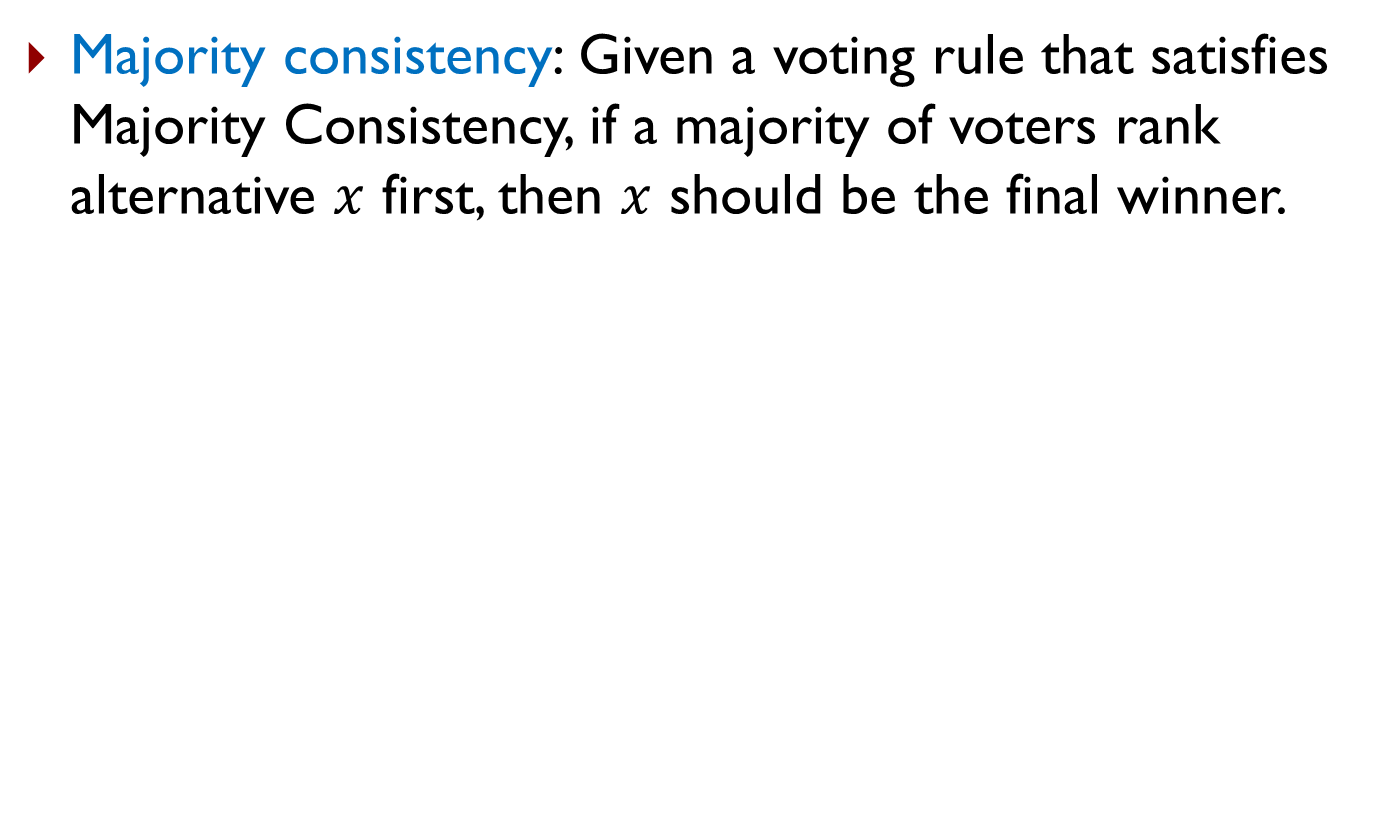 Majority consistency: Given a voting rule that satisfies
Majority Consistency, if a majority of voters rank
alternative 𝑥 first, then 𝑥 should be the final winner.